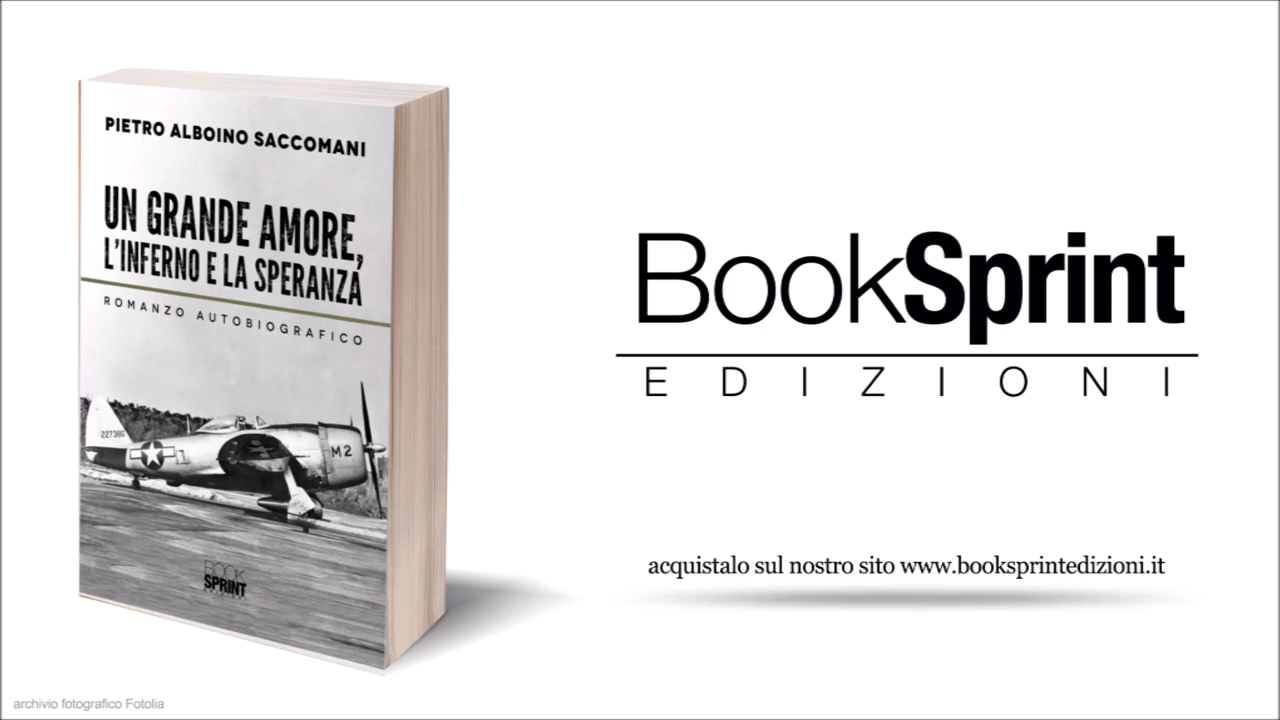 PIETRO ALBOINO SACCOMANI
UN GRANDE AMORE,
L'INFERNO E LA SPERANZA
ROMANZO AUTOBIOGRAFICO
227385
M2
BOOK
SPRINT
BookSprint
EDIZIONI
acquistalo sul nostro sito www.booksprintedizioni.it
archivio fotografico Fotolia